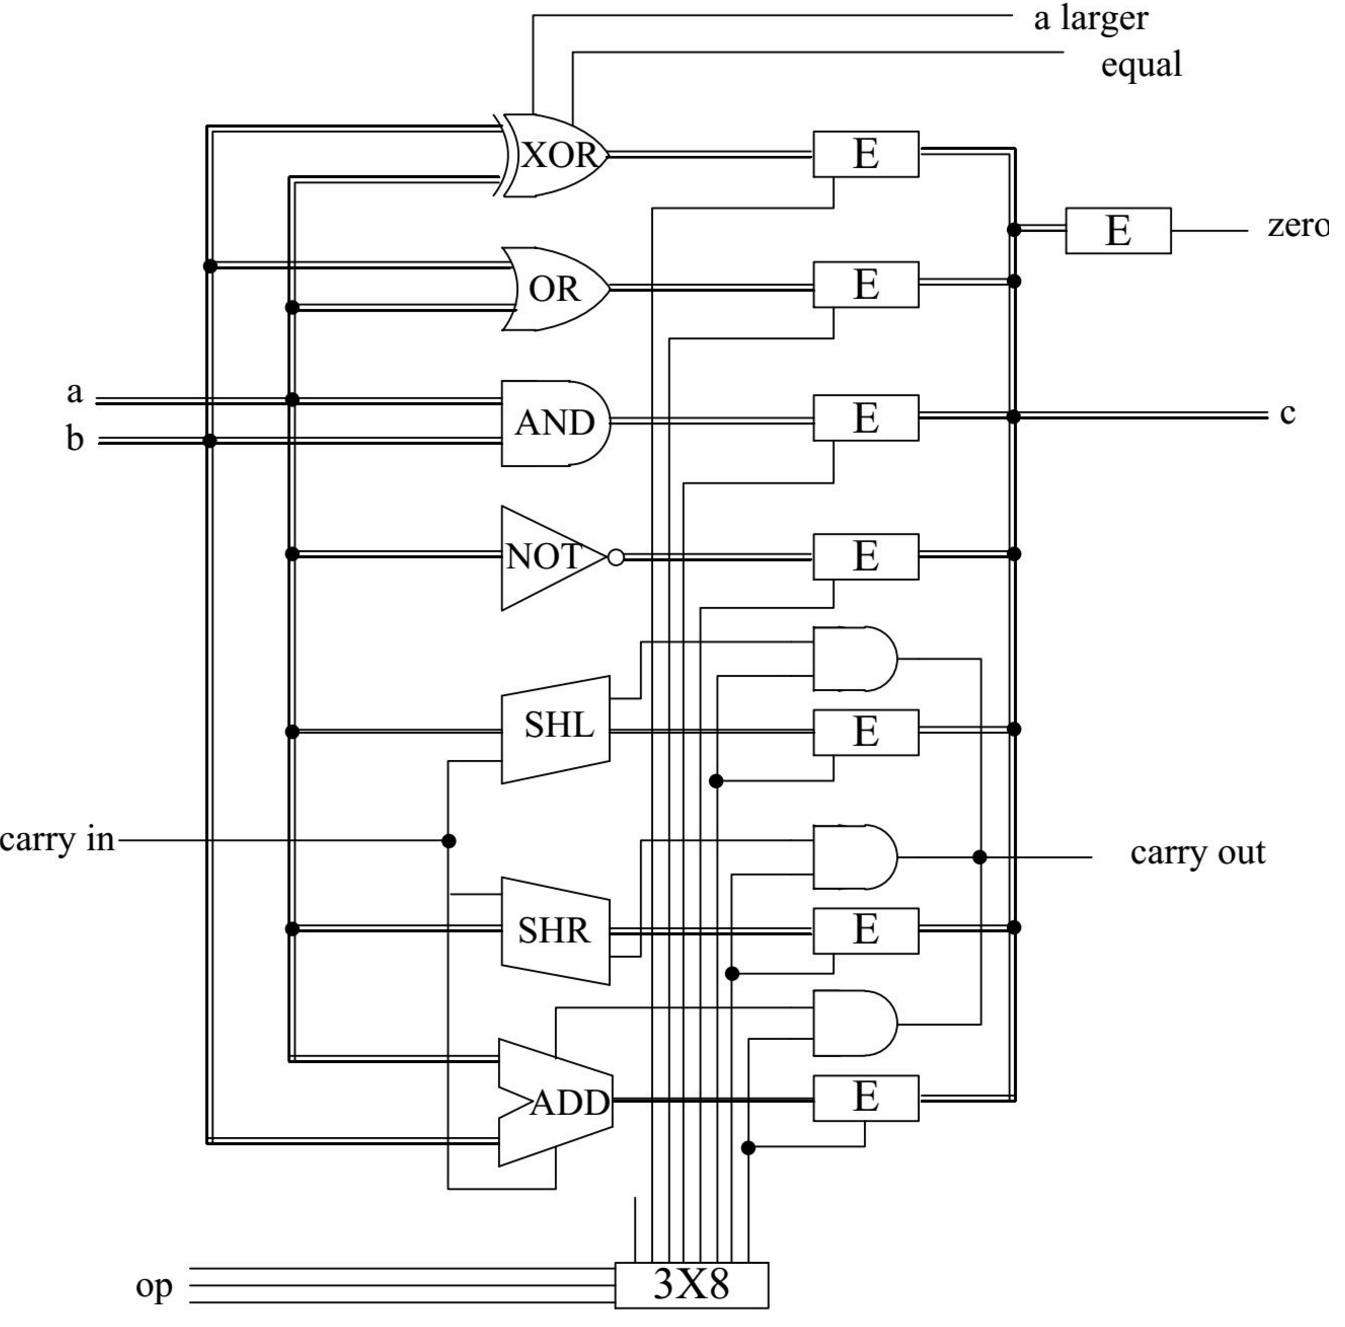 a larger
equal
XOR
E
E
zero
OR
E
a
AND
E
c
b
NOT
E
SHL
E
carry in
carry out
SHR
E
ADD
E
op
3X8